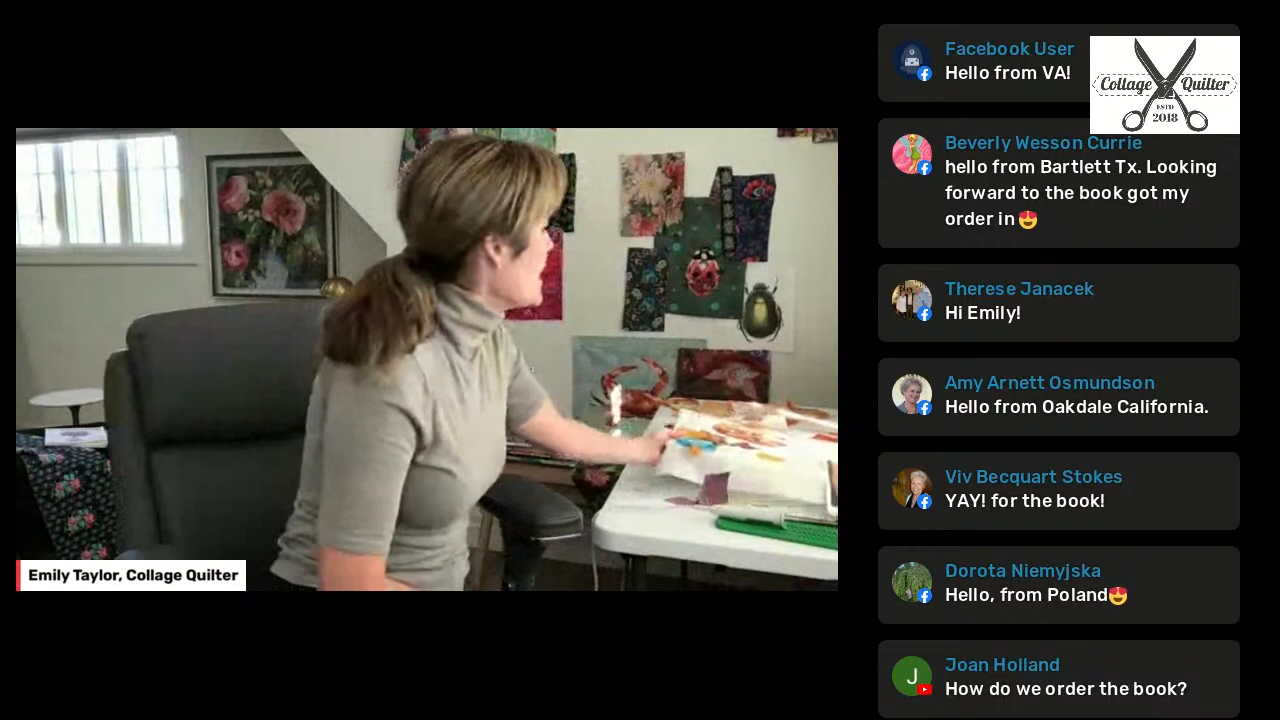 Facebook User
Hello from VA!
Collage Quilter
ESTD
2018
Beverly Wesson Currie
hello from Bartlett Tx. Looking
forward to the book got my
order in 😍
Therese Janacek
Hi Emily!
Amy Arnett Osmundson
Hello from Oakdale California.
Viv Becquart Stokes
YAY! for the book!
Emily Taylor, Collage Quilter
Dorota Niemyjska
Hello, from Poland😍
J
Joan Holland
How do we order the book?